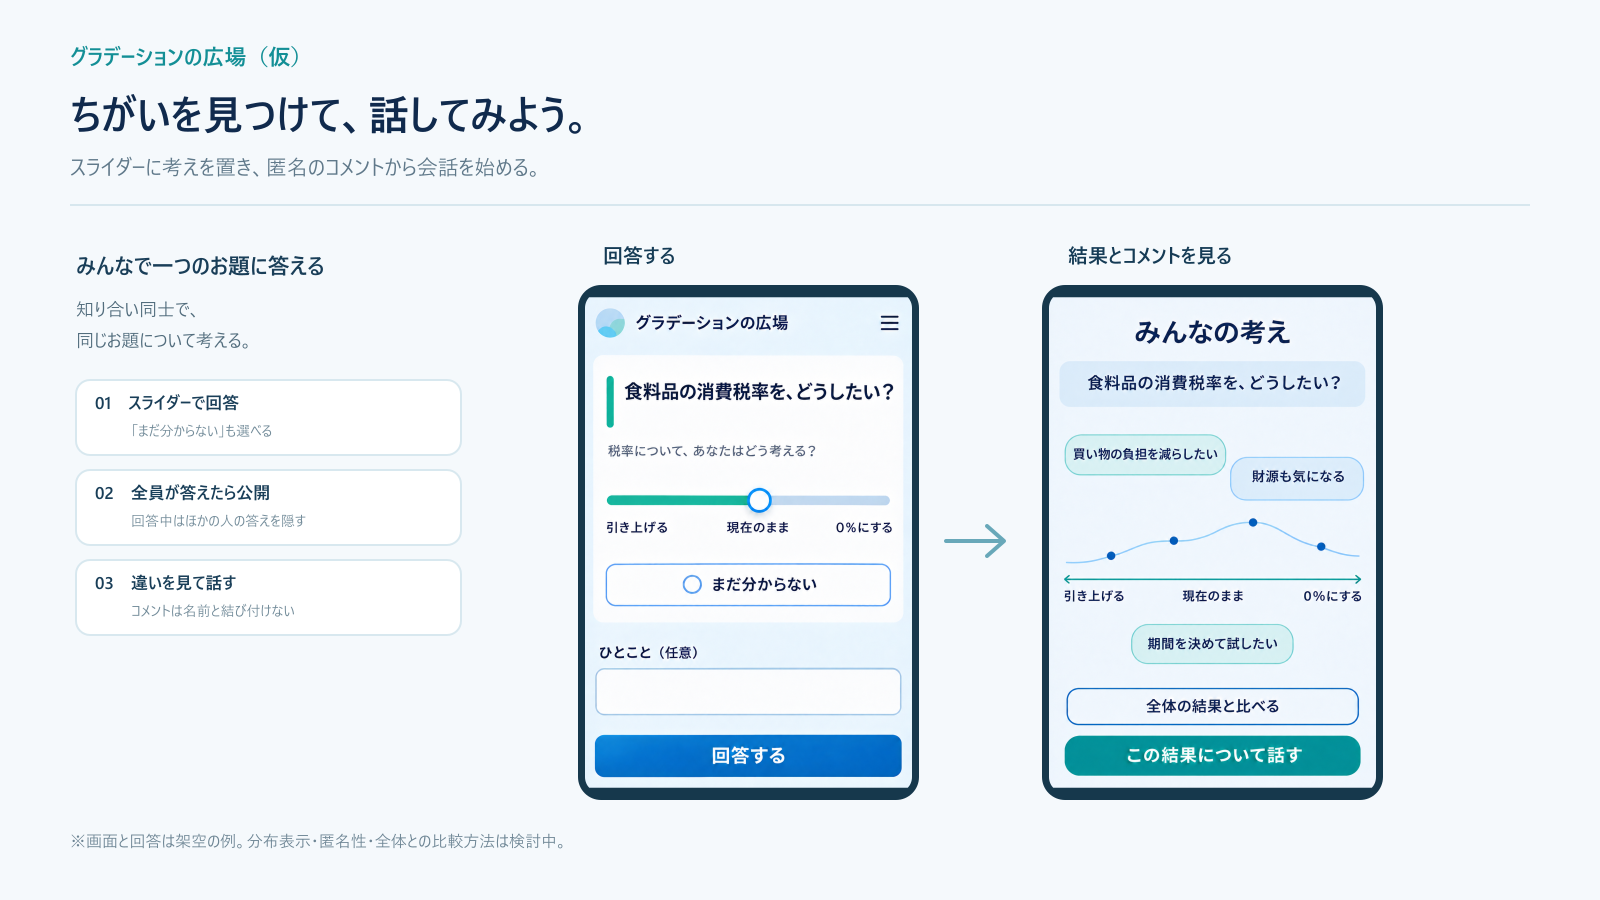 グラデーションの広場（仮）
ちがいを見つけて、話してみよう。
スライダーに考えを置き、匿名のコメントから会話を始める。
みんなで一つのお題に答える
知り合い同士で、
同じお題について考える。
01 スライダーで回答
「まだ分からない」も選べる
02 全員が答えたら公開
回答中はほかの人の答えを隠す
03 違いを見て話す
コメントは名前と結び付けない
回答する
グラデーションの広場
食料品の消費税率を、どうしたい？
税率について、あなたはどう考える？
引き上げる 現在のまま 0％にする
まだ分からない
ひとこと（任意）
回答する
結果とコメントを見る
みんなの考え
食料品の消費税率を、どうしたい？
買い物の負担を減らしたい
財源も気になる
引き上げる 現在のまま 0％にする
期間を決めて試したい
全体の結果と比べる
この結果について話す
※画面と回答は架空の例。分布表示・匿名性・全体との比較方法は検討中。